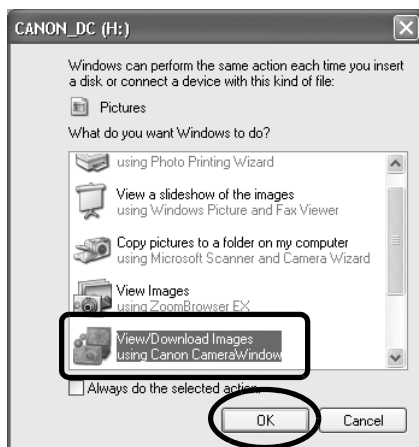 CANON_DC (H:)
Windows can perform the same action each time you insert
a disk or connect a device with this kind of file:
Pictures
What do you want Windows to do?
using Photo Printing Wizard
View a slideshow of the images
using Windows Picture and Fax Viewer
Copy pictures to a folder on my computer
using Microsoft Scanner and Camera Wizard
View Images
using ZoomBrowser EX
View/Download Images
using Canon CameraWindow
Always do the selected action.
OK
Cancel